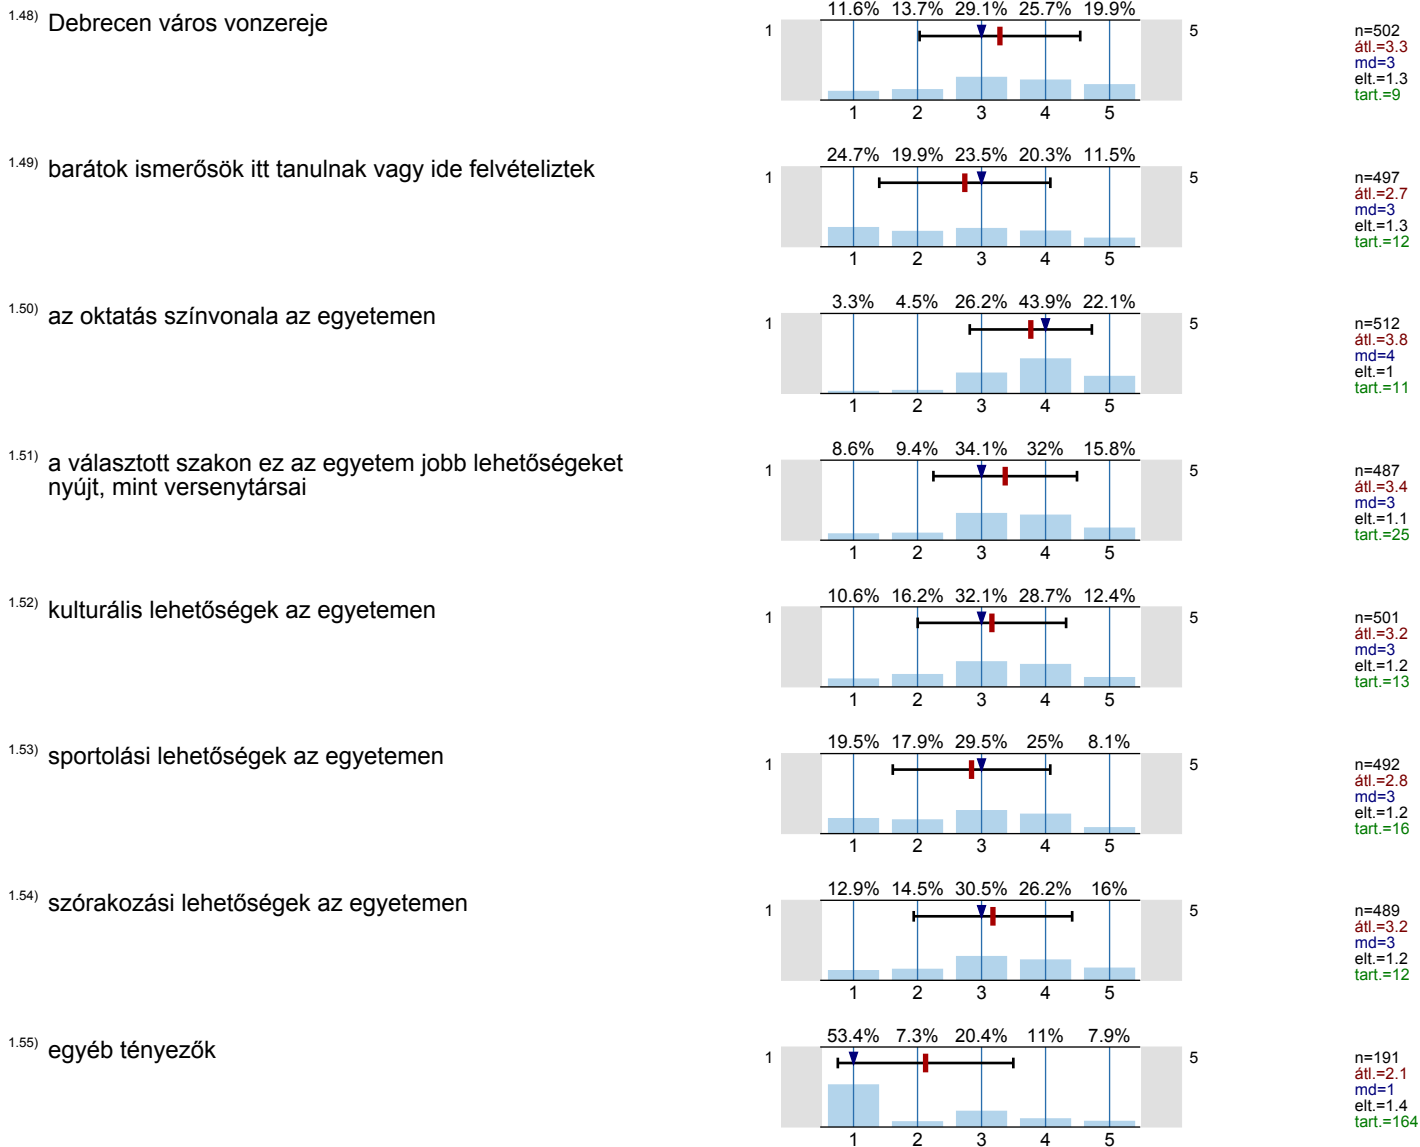 1.48) Debrecen város vonzereje
11.6% 13.7% 29.1% 25.7% 19.9%
1 5
1 2 3 4 5
n=502
átl.=3.3
md=3
elt.=1.3
tart.=9
1.49) barátok ismerősök itt tanulnak vagy ide felvételiztek
24.7% 19.9% 23.5% 20.3% 11.5%
1 5
1 2 3 4 5
n=497
átl.=2.7
md=3
elt.=1.3
tart.=12
1.50) az oktatás színvonala az egyetemen
3.3% 4.5% 26.2% 43.9% 22.1%
1 5
1 2 3 4 5
n=512
átl.=3.8
md=4
elt.=1
tart.=11
1.51) a választott szakon ez az egyetem jobb lehetőségeket
nyújt, mint versenytársai
8.6% 9.4% 34.1% 32% 15.8%
1 5
1 2 3 4 5
n=487
átl.=3.4
md=3
elt.=1.1
tart.=25
1.52) kulturális lehetőségek az egyetemen
10.6% 16.2% 32.1% 28.7% 12.4%
1 5
1 2 3 4 5
n=501
átl.=3.2
md=3
elt.=1.2
tart.=13
1.53) sportolási lehetőségek az egyetemen
19.5% 17.9% 29.5% 25% 8.1%
1 5
1 2 3 4 5
n=492
átl.=2.8
md=3
elt.=1.2
tart.=16
1.54) szórakozási lehetőségek az egyetemen
12.9% 14.5% 30.5% 26.2% 16%
1 5
1 2 3 4 5
n=489
átl.=3.2
md=3
elt.=1.2
tart.=12
1.55) egyéb tényezők
53.4% 7.3% 20.4% 11% 7.9%
1 5
1 2 3 4 5
n=191
átl.=2.1
md=1
elt.=1.4
tart.=164